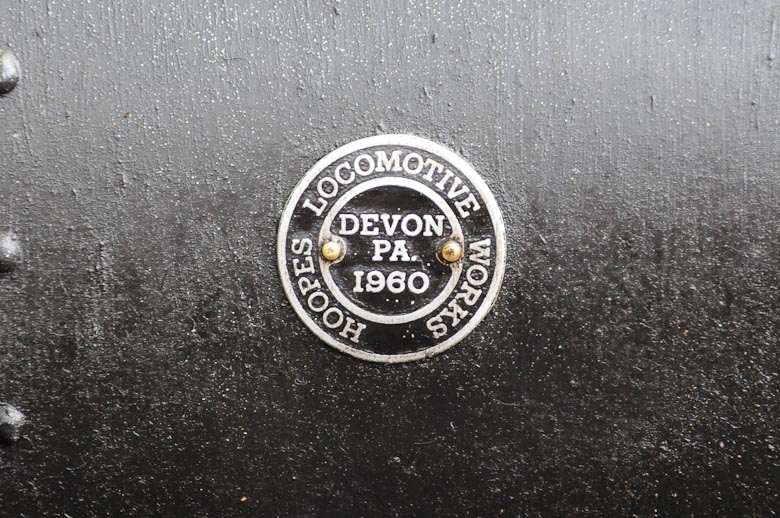 HOOPES LOCOMOTIVE WORKS
DEVON
PA.
1960